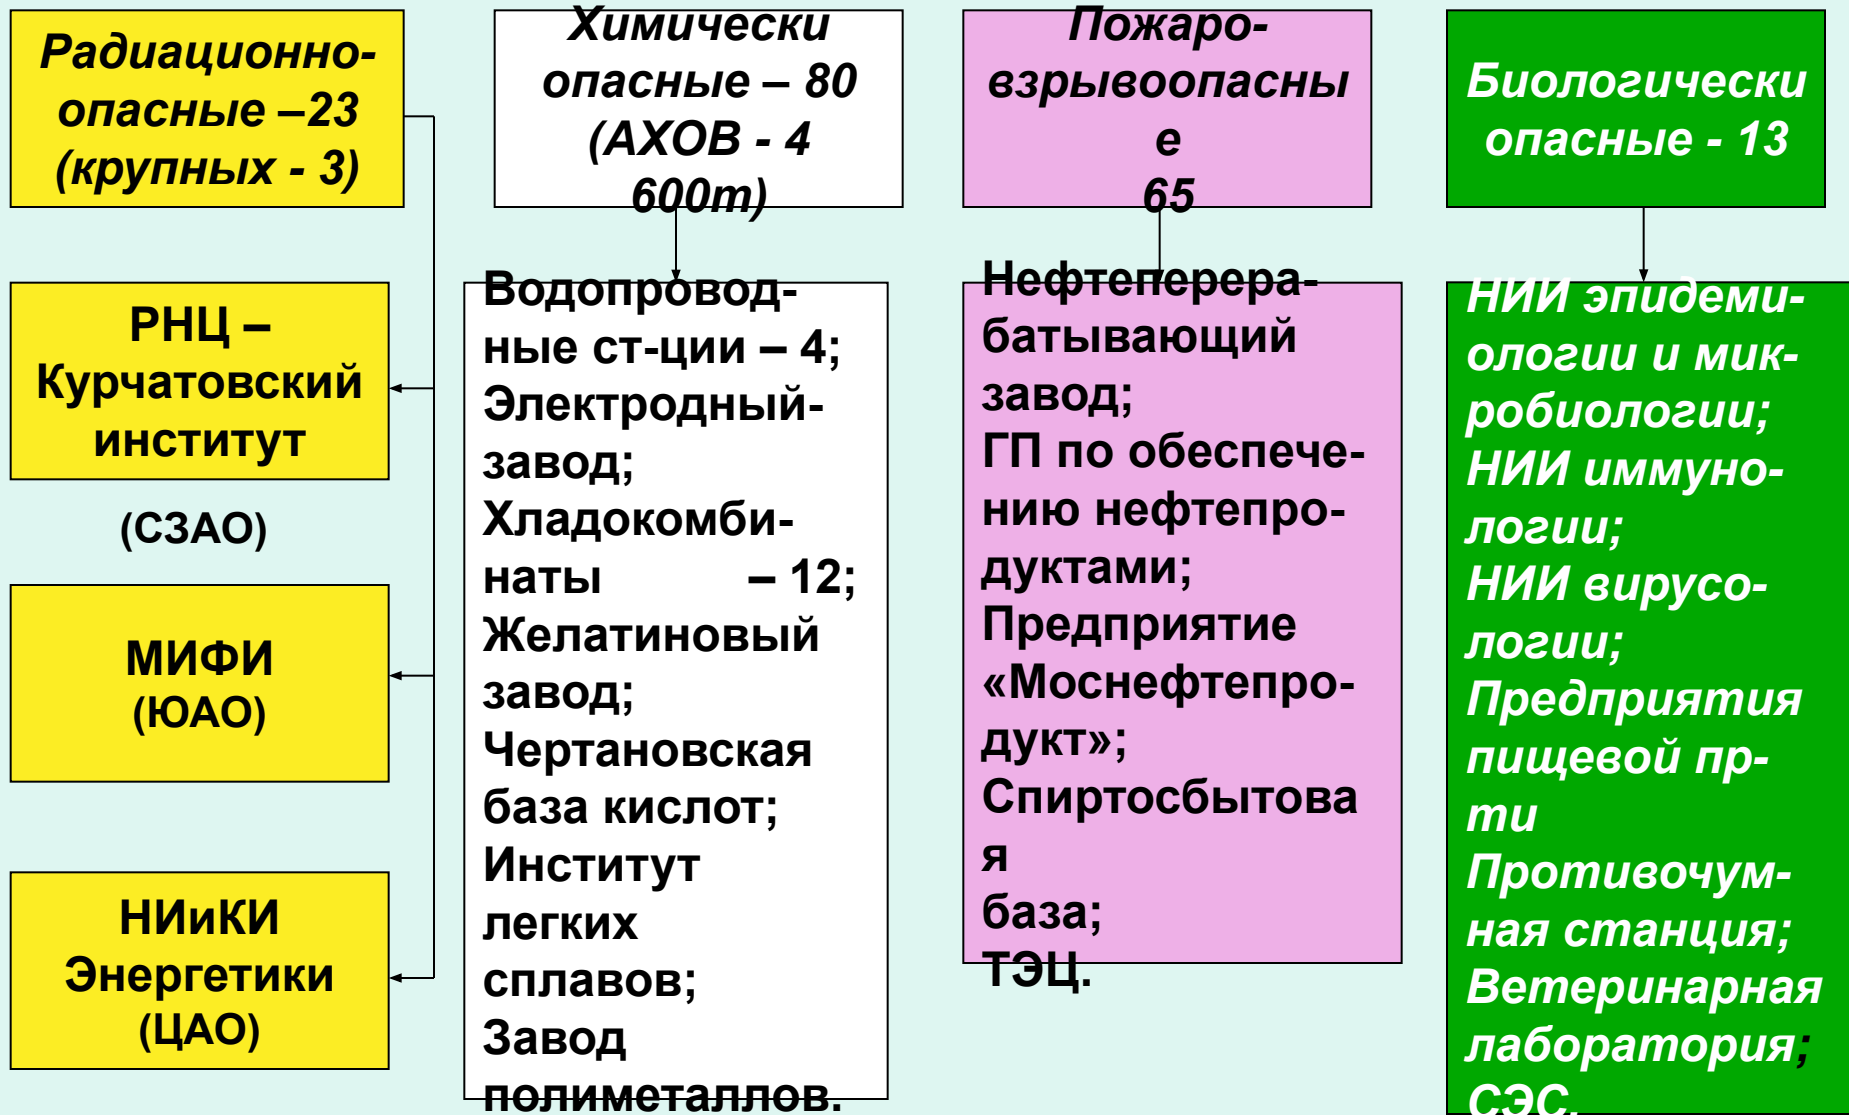 Радиационно-
опасные –23
(крупных - 3)
РНЦ –
Курчатовский
институт
(СЗАО)
МИФИ
(ЮАО)
НИиКИ
Энергетики
(ЦАО)
Химически
опасные – 80
(АХОВ - 4
600т)
Водопровод-
ные ст-ции – 4;
Электродный-
завод;
Хладокомби-
наты – 12;
Желатиновый
завод;
Чертановская
база кислот;
Институт
легких
сплавов;
Завод
полиметаллов.
Пожаро-
взрывоопасны
е
65
Нефтеперера-
батывающий
завод;
ГП по обеспече-
нию нефтепро-
дуктами;
Предприятие
«Моснефтепро-
дукт»;
Спиртосбытова
я
база;
ТЭЦ.
Биологически
опасные - 13
НИИ эпидеми-
ологии и мик-
робиологии;
НИИ иммуно-
логии;
НИИ вирусо-
логии;
Предприятия
пищевой пр-
ти
Противочум-
ная станция;
Ветеринарная
лаборатория;
СЭС.